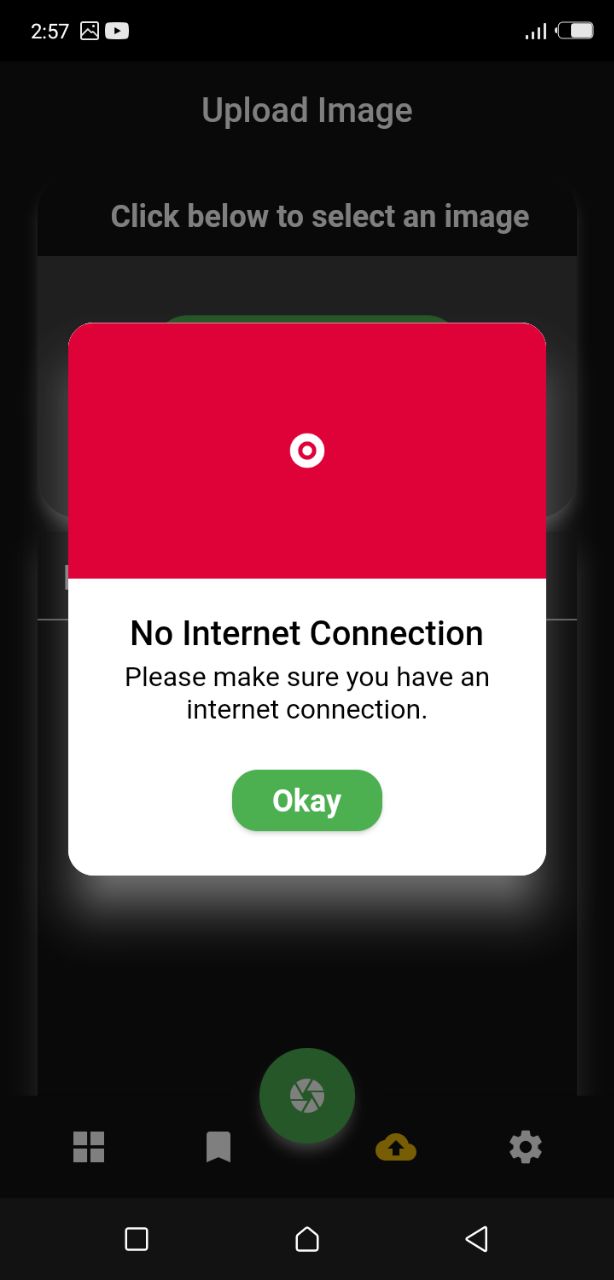 2:57
Upload Image
Click below to select an image
No Internet Connection
Please make sure you have an
internet connection.
Okay